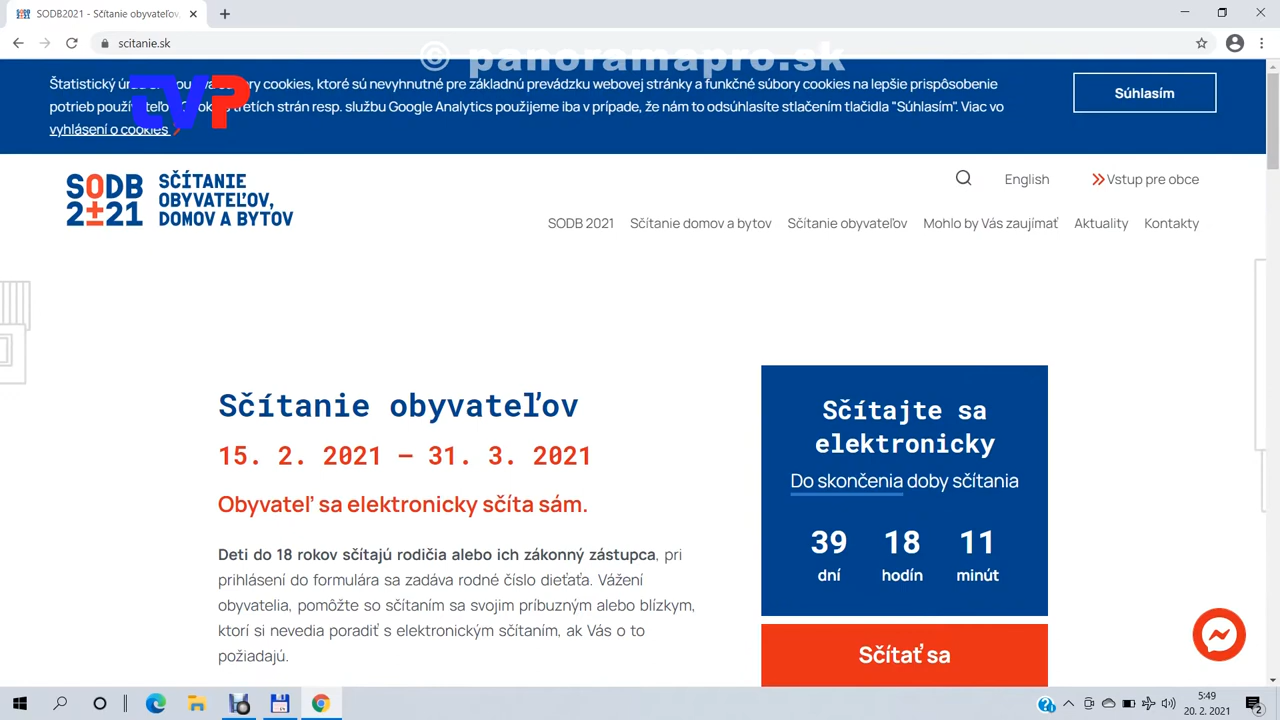 SODB2021 - Sčítanie obyvateľov,
scitanie.sk
© panoramapro.sk
Štatistický používa súbory cookies, ktoré sú nevyhnutné pre základnú prevádzku webovej stránky a funkčné súbory cookies na lepšie prispôsobenie
potrieb tretích strán resp. službu Google Analytics použijeme iba v prípade, že nám to odsúhlasíte stlačením tlačidla "Súhlasím". Viac vo
vyhlásení o cookies
Súhlasím
TVP
SODB
2021
SČÍTANIE
OBYVATEĽOV,
DOMOV A BYTOV
English
Vstup pre obce
SODB 2021 Sčítanie domov a bytov Sčítanie obyvateľov Mohlo by Vás zaujímať Aktuality Kontakty
Sčítanie obyvateľov
15. 2. 2021 – 31. 3. 2021
Obyvateľ sa elektronicky sčíta sám.
Deti do 18 rokov sčítajú rodičia alebo ich zákonný zástupca, pri
prihlásení do formulára sa zadáva rodné číslo dieťaťa. Vážení
obyvatelia, pomôžte so sčítaním sa svojim príbuzným alebo blízkym,
ktorí si nevedia poradiť s elektronickým sčítaním, ak Vás o to
požiadajú.
Sčítajte sa
elektronicky
Do skončenia doby sčítania
39 18 11
dní hodín minút
Sčítať sa
5:49
20. 2. 2021
2